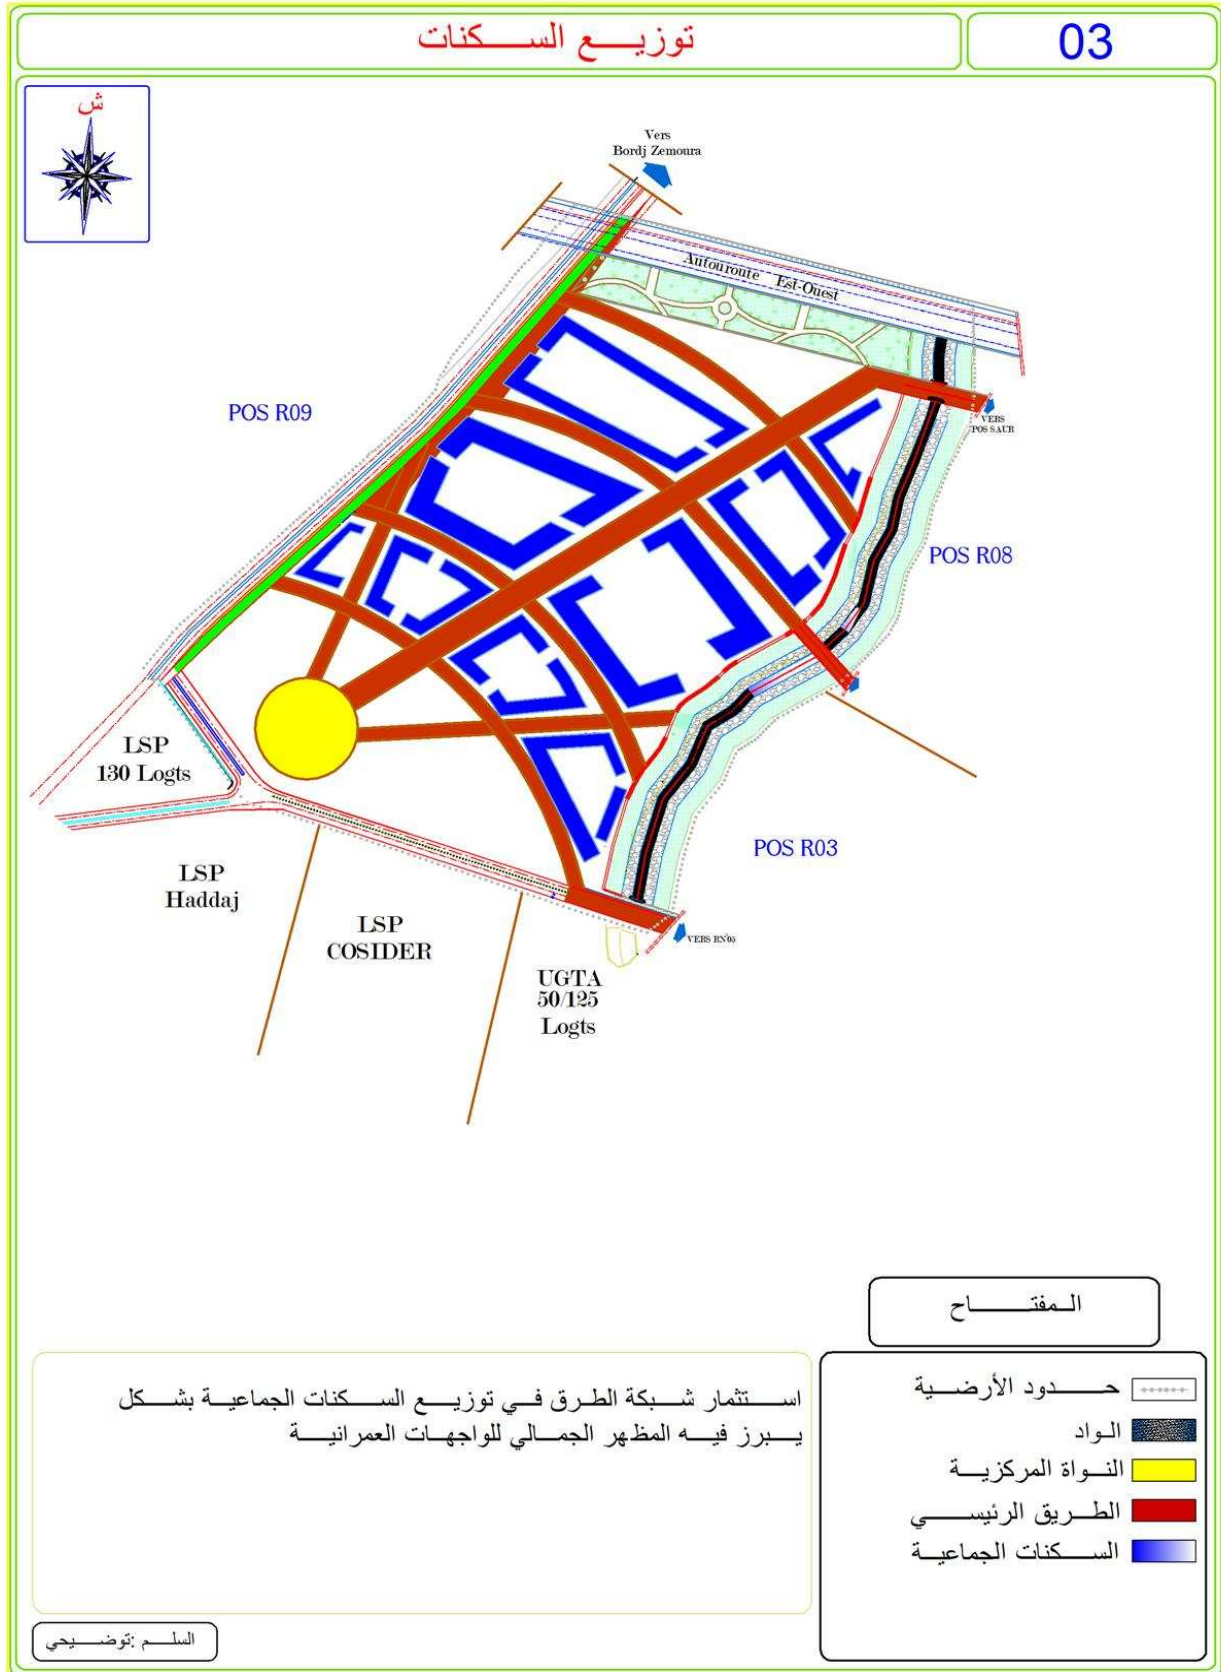 توزيع السكنات
03
ش
Vers
Bordj Zemoura
Autouroute Est-Ouest
POS R09
VERS
POS SAUR
POS R08
LSP
130 Logts
POS R03
LSP
Haddaj
LSP
COSIDER
VERS RN05
UGTA
50/125
Logts
المفتاح
حدود الأرضية
الواد
النواة المركزية
الطريق الرئيسي
السكنات الجماعية
استثمار شبكة الطرق في توزيع السكنات الجماعية بشكل
يبرز فيه المظهر الجمالي للواجهات العمرانية
السلم :توضيحي